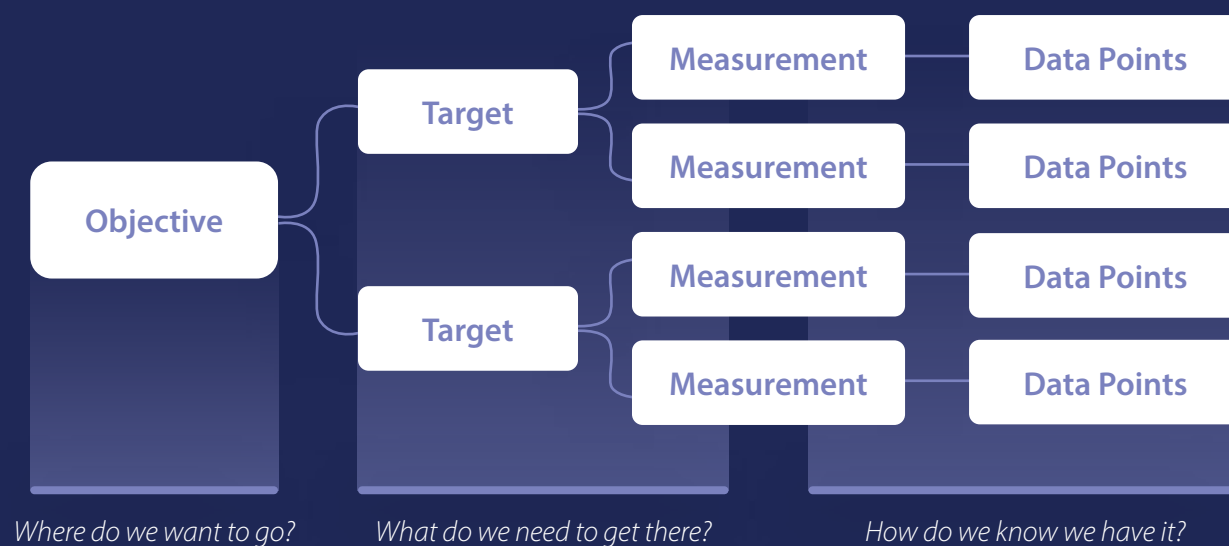 Measurement
Data Points
Target
Measurement
Data Points
Objective
Measurement
Data Points
Target
Measurement
Data Points
Where do we want to go?
What do we need to get there?
How do we know we have it?